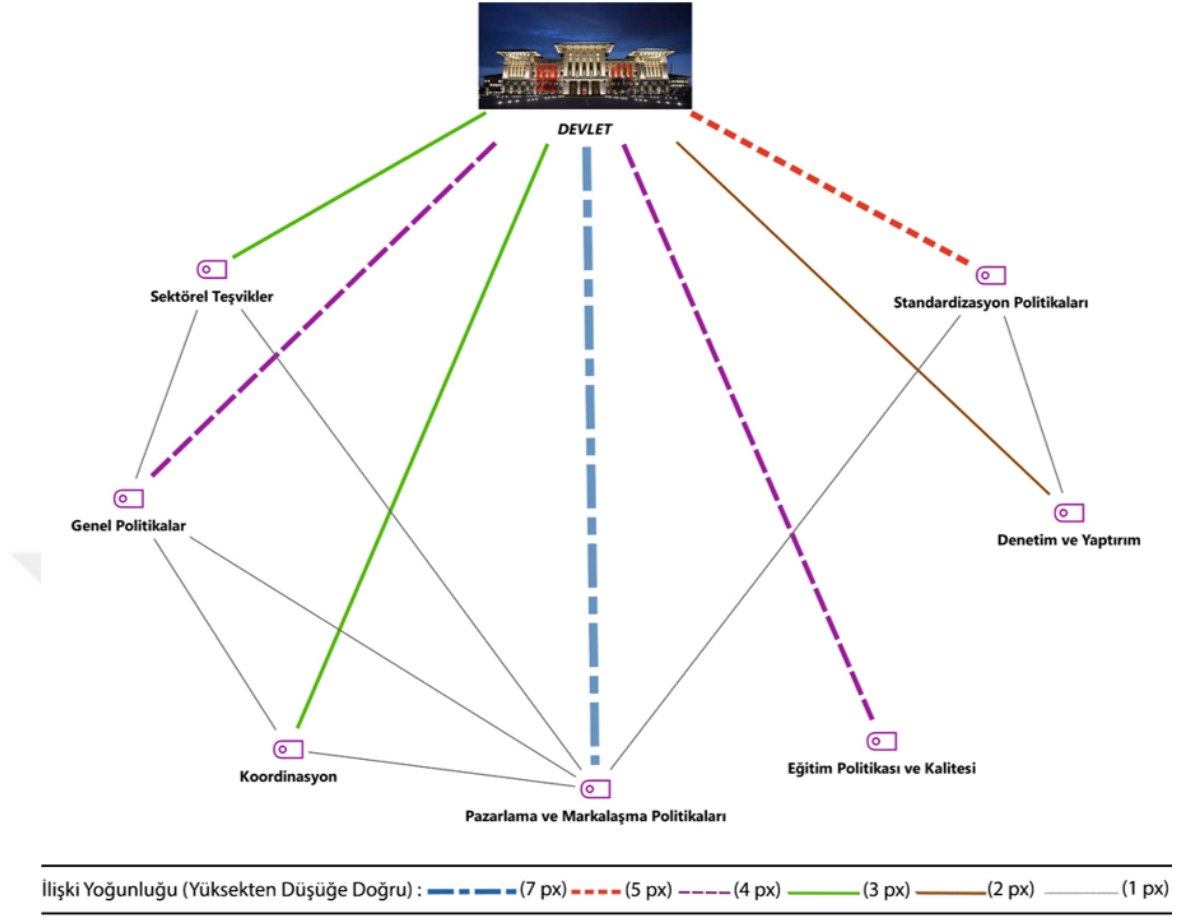 DEVLET
Sektörel Teşvikler
Standardizasyon Politikaları
Genel Politikalar
Denetim ve Yaptırım
Koordinasyon
Eğitim Politikası ve Kalitesi
Pazarlama ve Markalaşma Politikaları
İlişki Yoğunluğu (Yüksekten Düşüğe Doğru) : (7 px) (5 px) (4 px) (3 px) (2 px) (1 px)